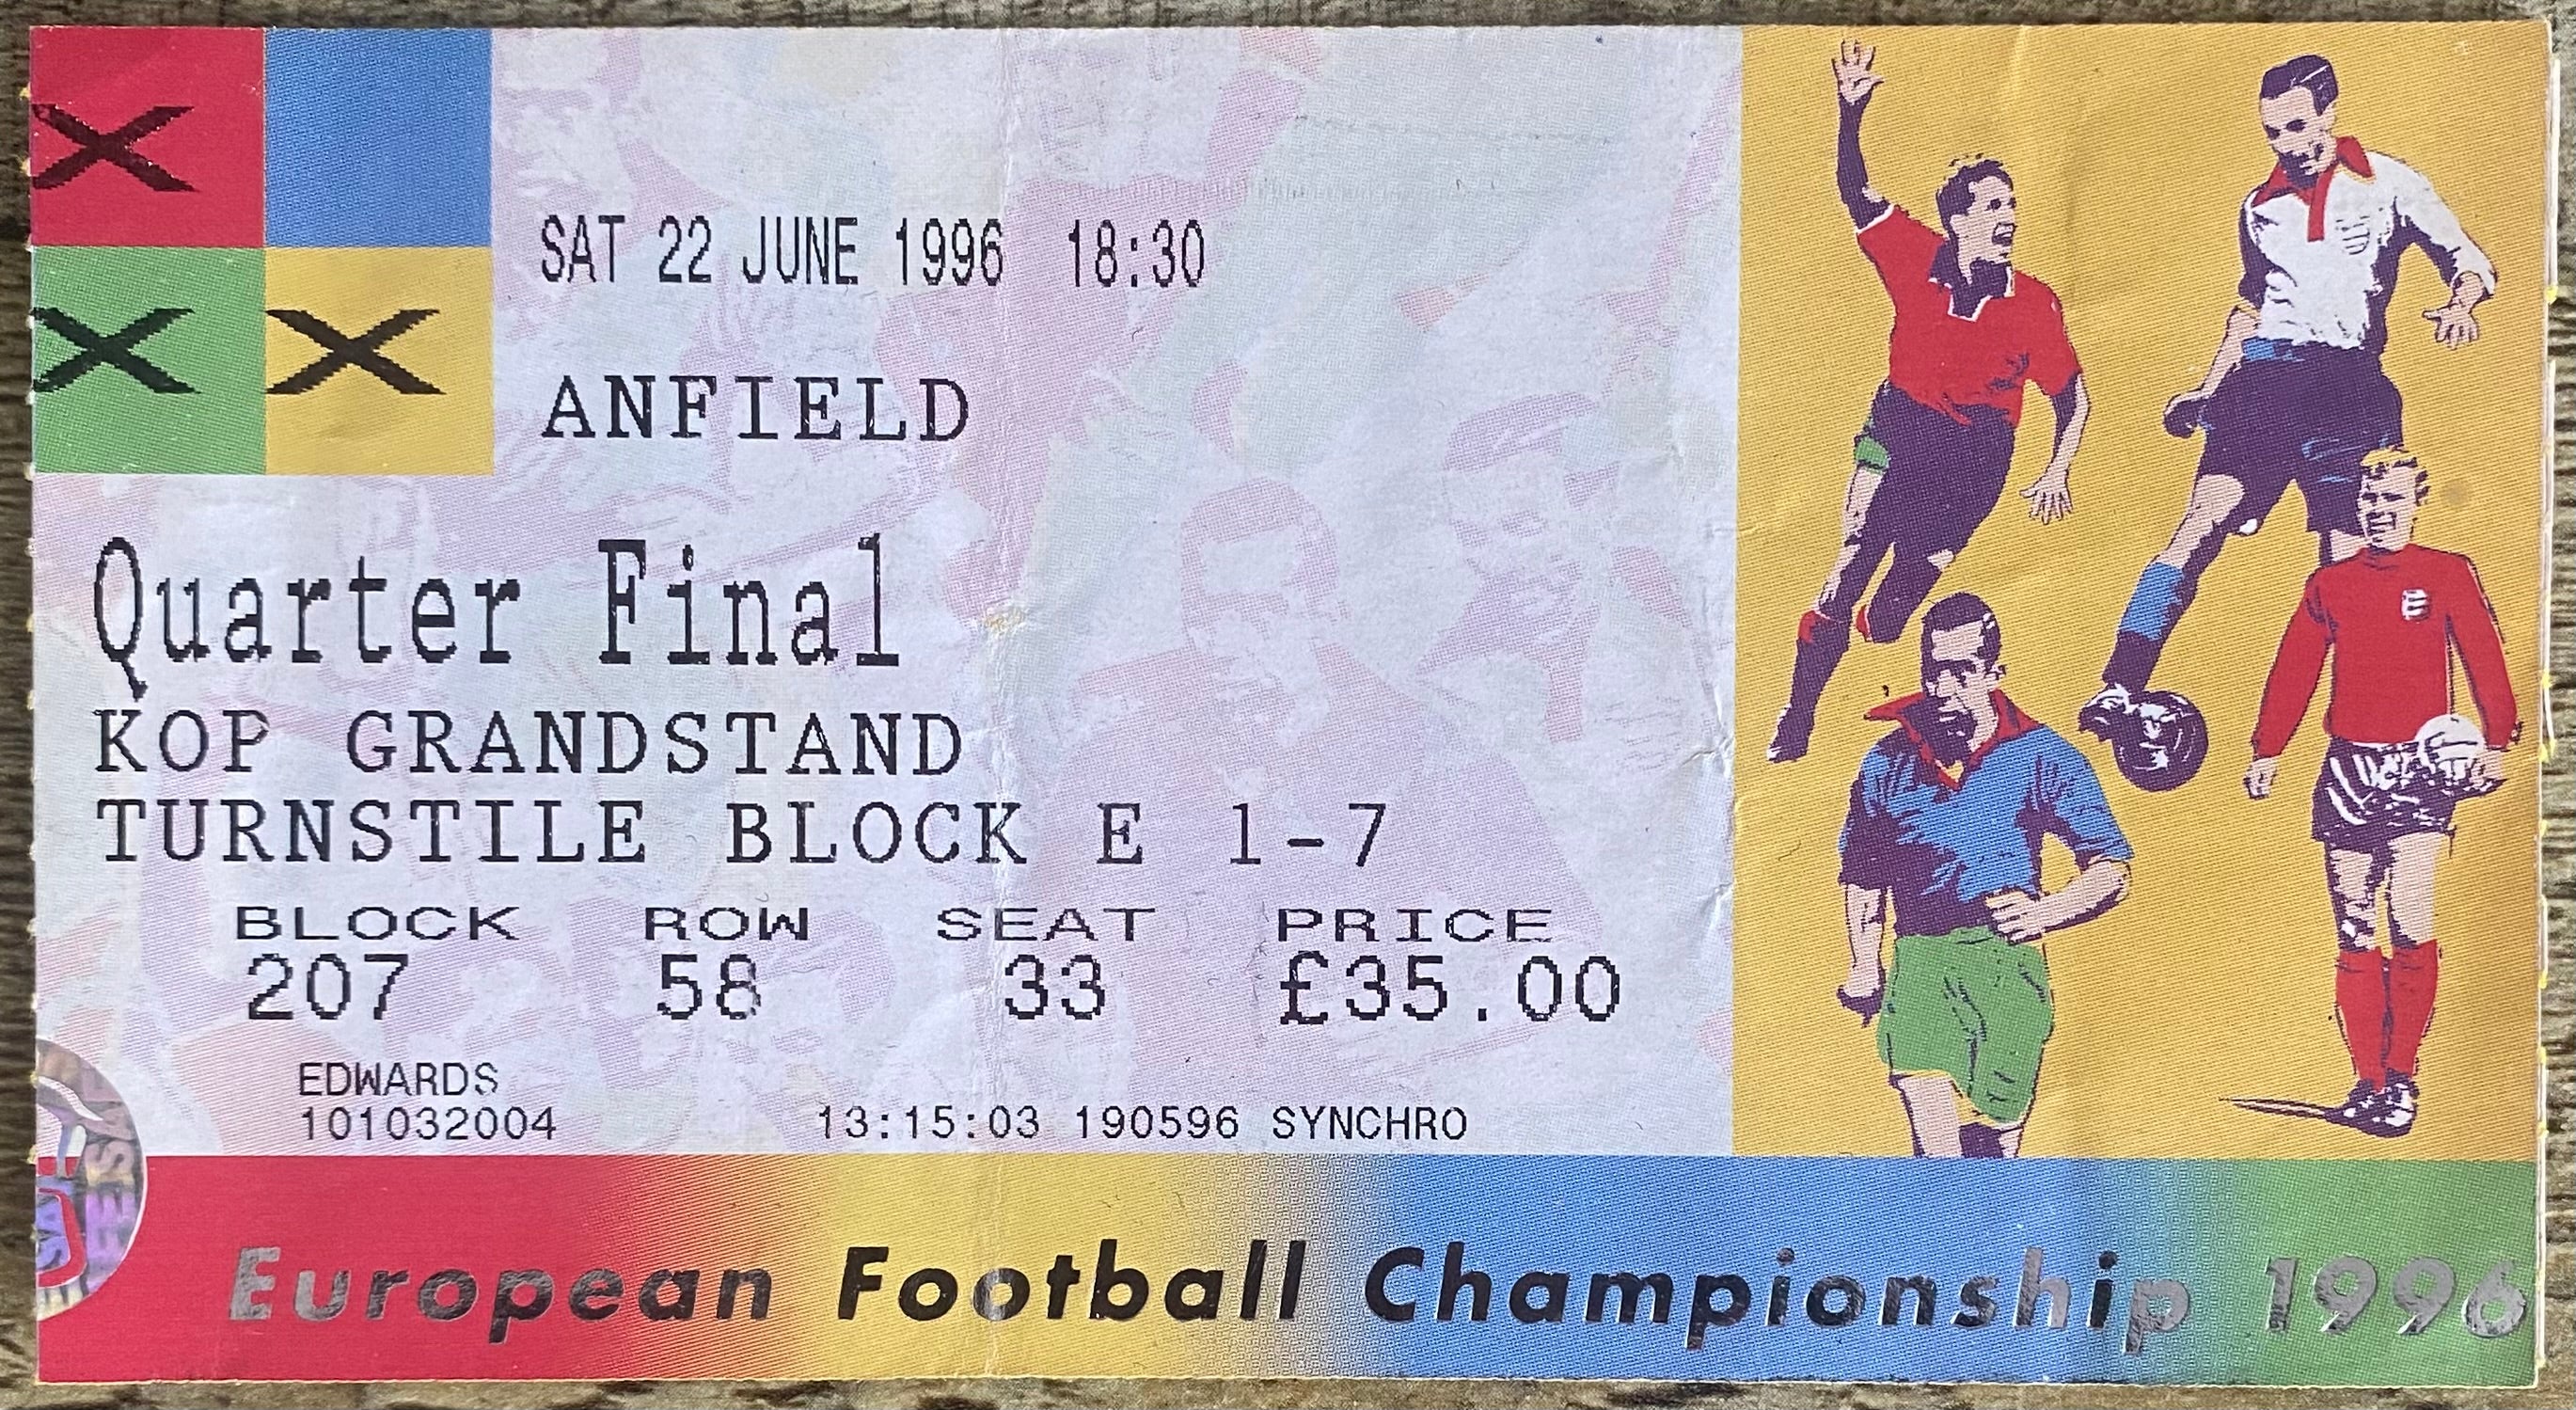 SAT 22 JUNE 1996 18:30
ANFIELD
Quarter Final
KOP GRANDSTAND
TURNSTILE BLOCK E 1-7
BLOCK ROW SEAT PRICE
207 58 33 £35.00
EDWARDS
101032004 13:15:03 190596 SYNCHRO
European Football Championship 1996